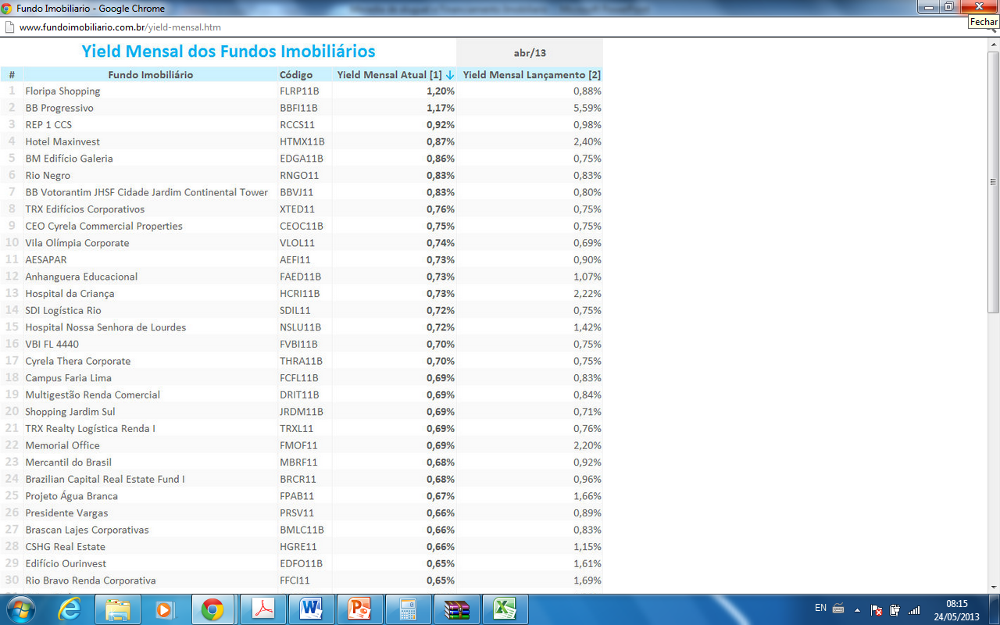 Fundo Imobiliario - Google Chrome
www.fundoimobiliario.com.br/yield-mensal.htm
Fechar
Yield Mensal dos Fundos Imobiliários abr/13
# Fundo Imobiliário Código Yield Mensal Atual [1] ↓ Yield Mensal Lançamento [2]
1 Floripa Shopping FLRP11B 1,20% 0,88%
2 BB Progressivo BBFI11B 1,17% 5,59%
3 REP 1 CCS RCCS11 0,92% 0,98%
4 Hotel Maxinvest HTMX11B 0,87% 2,40%
5 BM Edifício Galeria EDGA11B 0,86% 0,75%
6 Rio Negro RNGO11 0,83% 0,83%
7 BB Votorantim JHSF Cidade Jardim Continental Tower BBVJ11 0,83% 0,80%
8 TRX Edifícios Corporativos XTED11 0,76% 0,75%
9 CEO Cyrela Commercial Properties CEOC11B 0,75% 0,75%
10 Vila Olímpia Corporate VLOL11 0,74% 0,69%
11 AESAPAR AEFI11 0,73% 0,90%
12 Anhanguera Educacional FAED11B 0,73% 1,07%
13 Hospital da Criança HCRI11B 0,73% 2,22%
14 SDI Logística Rio SDIL11 0,72% 0,75%
15 Hospital Nossa Senhora de Lourdes NSLU11B 0,72% 1,42%
16 VBI FL 4440 FVBI11B 0,70% 0,75%
17 Cyrela Thera Corporate THRA11B 0,70% 0,75%
18 Campus Faria Lima FCFL11B 0,69% 0,83%
19 Multigestão Renda Comercial DRIT11B 0,69% 0,84%
20 Shopping Jardim Sul JRDM11B 0,69% 0,71%
21 TRX Realty Logística Renda I TRXL11 0,69% 0,76%
22 Memorial Office FMOF11 0,69% 2,20%
23 Mercantil do Brasil MBRF11 0,68% 0,92%
24 Brazilian Capital Real Estate Fund I BRCR11 0,68% 0,96%
25 Projeto Água Branca FPAB11 0,67% 1,66%
26 Presidente Vargas PRSV11 0,66% 0,89%
27 Brascan Lajes Corporativas BMLC11B 0,66% 0,83%
28 CSHG Real Estate HGRE11 0,66% 1,15%
29 Edifício Ourinvest EDFO11B 0,65% 1,61%
30 Rio Bravo Renda Corporativa FFCI11 0,65% 1,69%
EN 08:15
24/05/2013